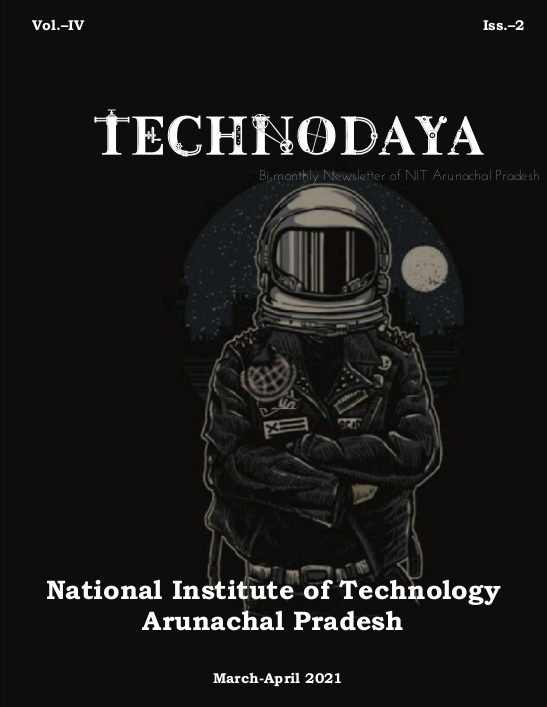 Vol.–IV
Iss.–2
TECHNODAYA
Bi-monthly Newsletter of NIT Arunachal Pradesh
National Institute of Technology
Arunachal Pradesh
March-April 2021